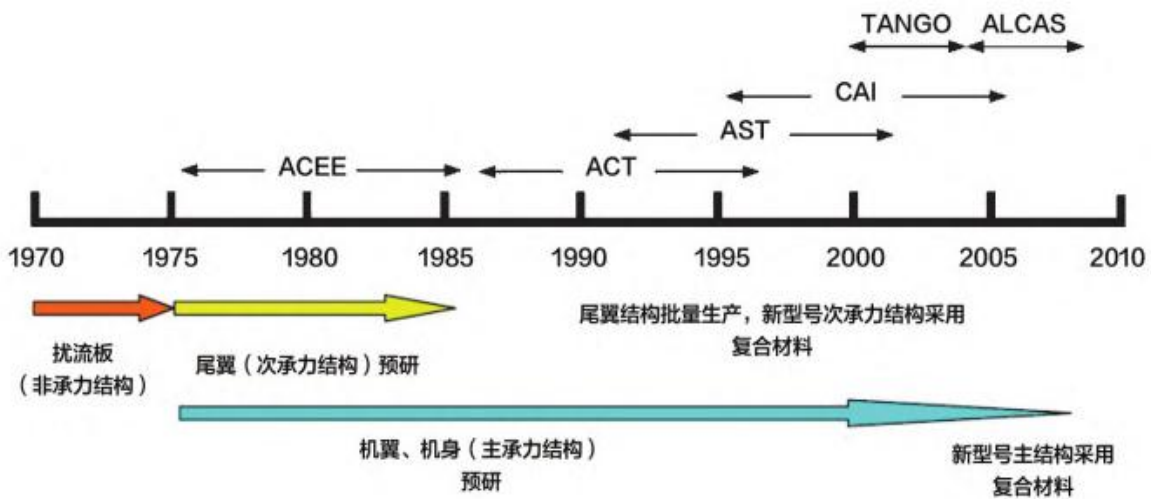 TANGO ALCAS
CAI
AST
ACEE ACT
1970 1975 1980 1985 1990 1995 2000 2005 2010
扰流板
（非承力结构）
尾翼（次承力结构）预研
尾翼结构批量生产，新型号次承力结构采用
复合材料
机翼、机身（主承力结构）
预研
新型号主结构采用
复合材料